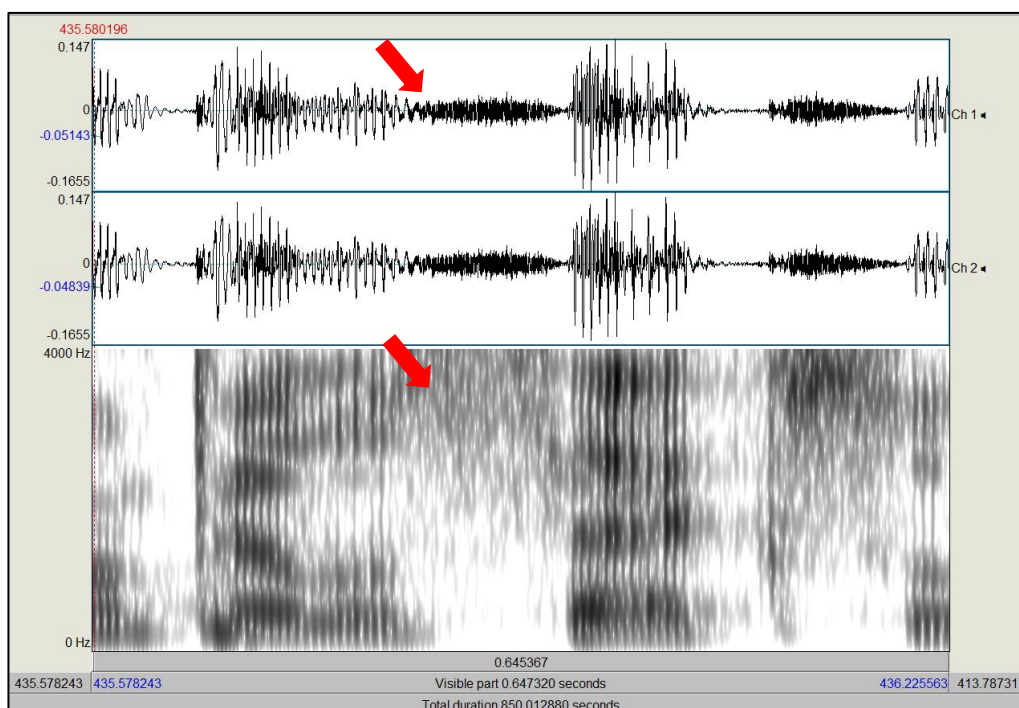 435.580196
0.147
0
-0.05143
-0.1655
Ch 1
0.147
0
-0.04839
-0.1655
Ch 2
4000 Hz
0 Hz
0.645367
435.578243 435.578243 Visible part 0.647320 seconds 436.225563 413.78731
Total duration 850.012880 seconds